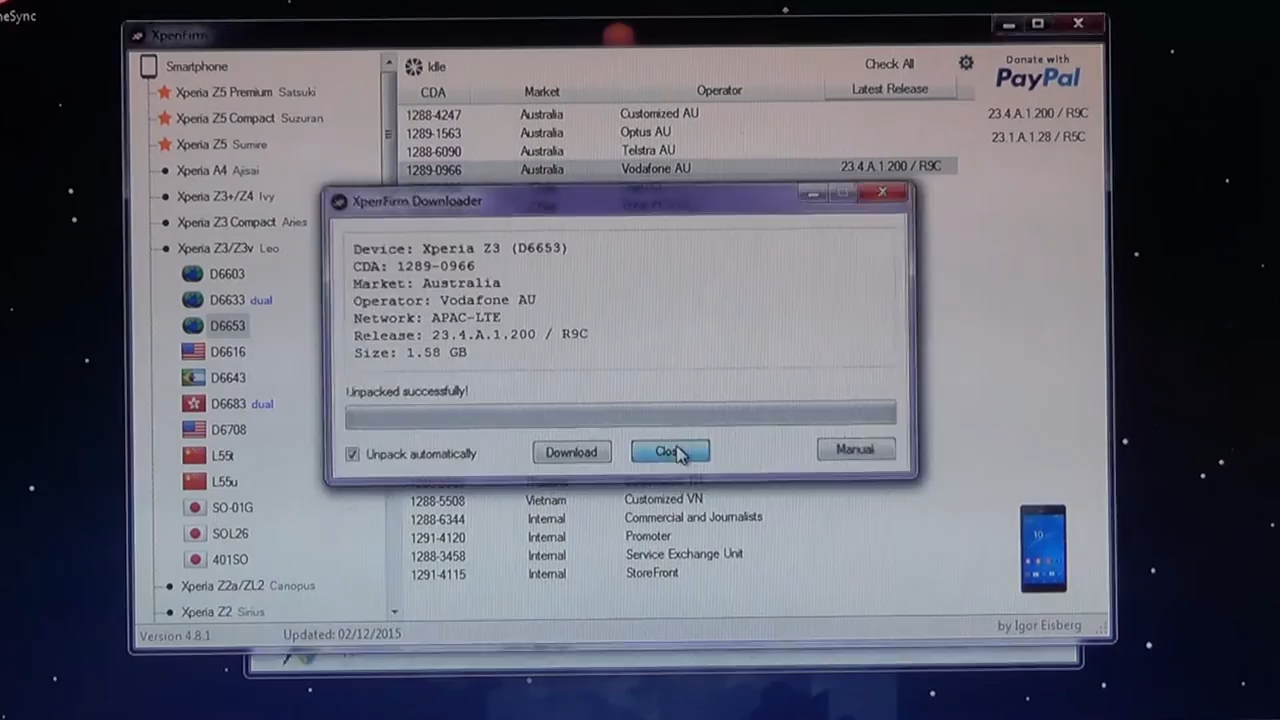 neSync
XperiFirm
Smartphone
Xperia Z5 Premium Satsuki
Xperia Z5 Compact Suzuran
Xperia Z5 Sumire
Xperia A4 Ajisai
Xperia Z3+/Z4 Ivy
Xperia Z3 Compact Aries
Xperia Z3/Z3v Leo
D6603
D6633 dual
D6653
D6616
D6643
D6683 dual
D6708
L55t
L55u
SO-01G
SOL26
401SO
Xperia Z2a/ZL2 Canopus
Xperia Z2 Sirius
Idle
Check All
CDA Market Operator Latest Release
1288-4247 Australia Customized AU
1289-1563 Australia Optus AU
1288-6090 Australia Telstra AU
1289-0966 Australia Vodafone AU 23.4.A.1.200 / R9C
Donate with
PayPal
23.4.A.1.200 / R9C
23.1.A.1.28 / R5C
XperiFirm Downloader
Device: Xperia Z3 (D6653)
CDA: 1289-0966
Market: Australia
Operator: Vodafone AU
Network: APAC-LTE
Release: 23.4.A.1.200 / R9C
Size: 1.58 GB
Unpacked successfully!
Unpack automatically
Download
Manual
1288-5508 Vietnam Customized VN
1288-6344 Internal Commercial and Journalists
1291-4120 Internal Promoter
1288-3458 Internal Service Exchange Unit
1291-4115 Internal StoreFront
Version 4.8.1
Updated: 02/12/2015
by Igor Eisberg